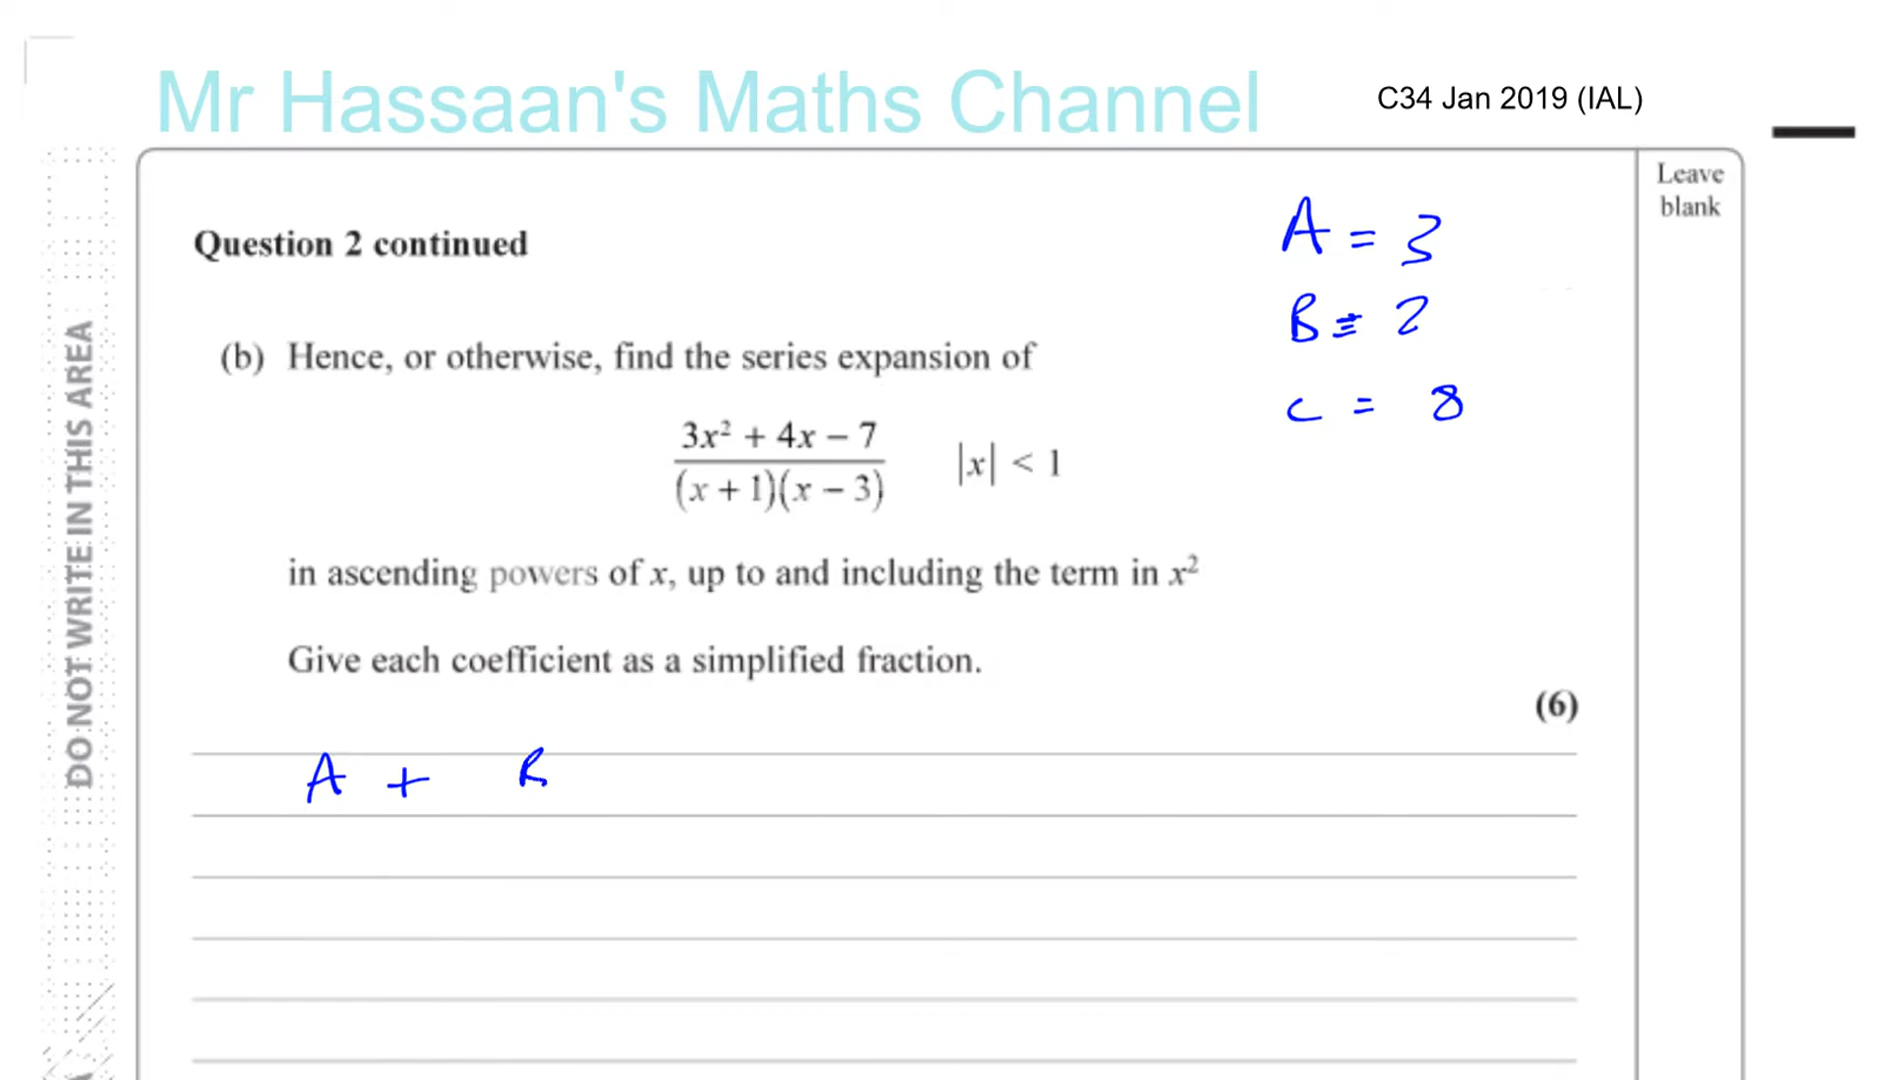 Mr Hassaan's Maths Channel
C34 Jan 2019 (IAL)
Leave
blank
Question 2 continued
A = 3
B = 2
C = 8
(b) Hence, or otherwise, find the series expansion of
3x² + 4x − 7
(x + 1)(x − 3)
|x| < 1
in ascending powers of x, up to and including the term in x²
Give each coefficient as a simplified fraction.
(6)
A + B
DO NOT WRITE IN THIS AREA